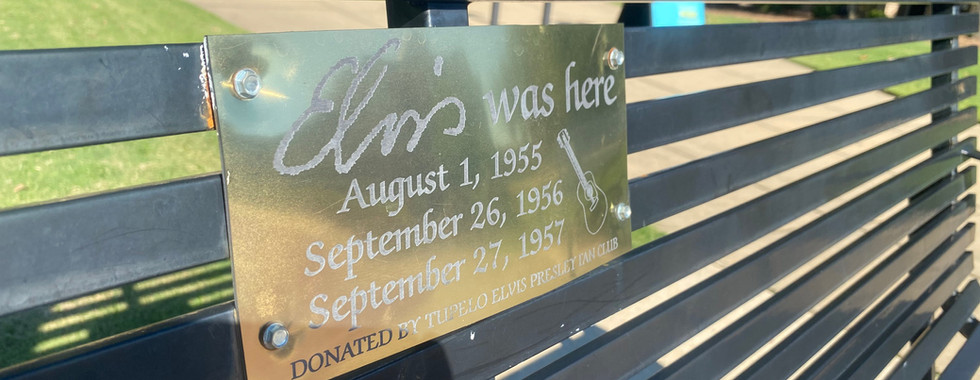 Elvis was here
August 1, 1955
September 26, 1956
September 27, 1957
DONATED BY TUPELO ELVIS PRESLEY FAN CLUB